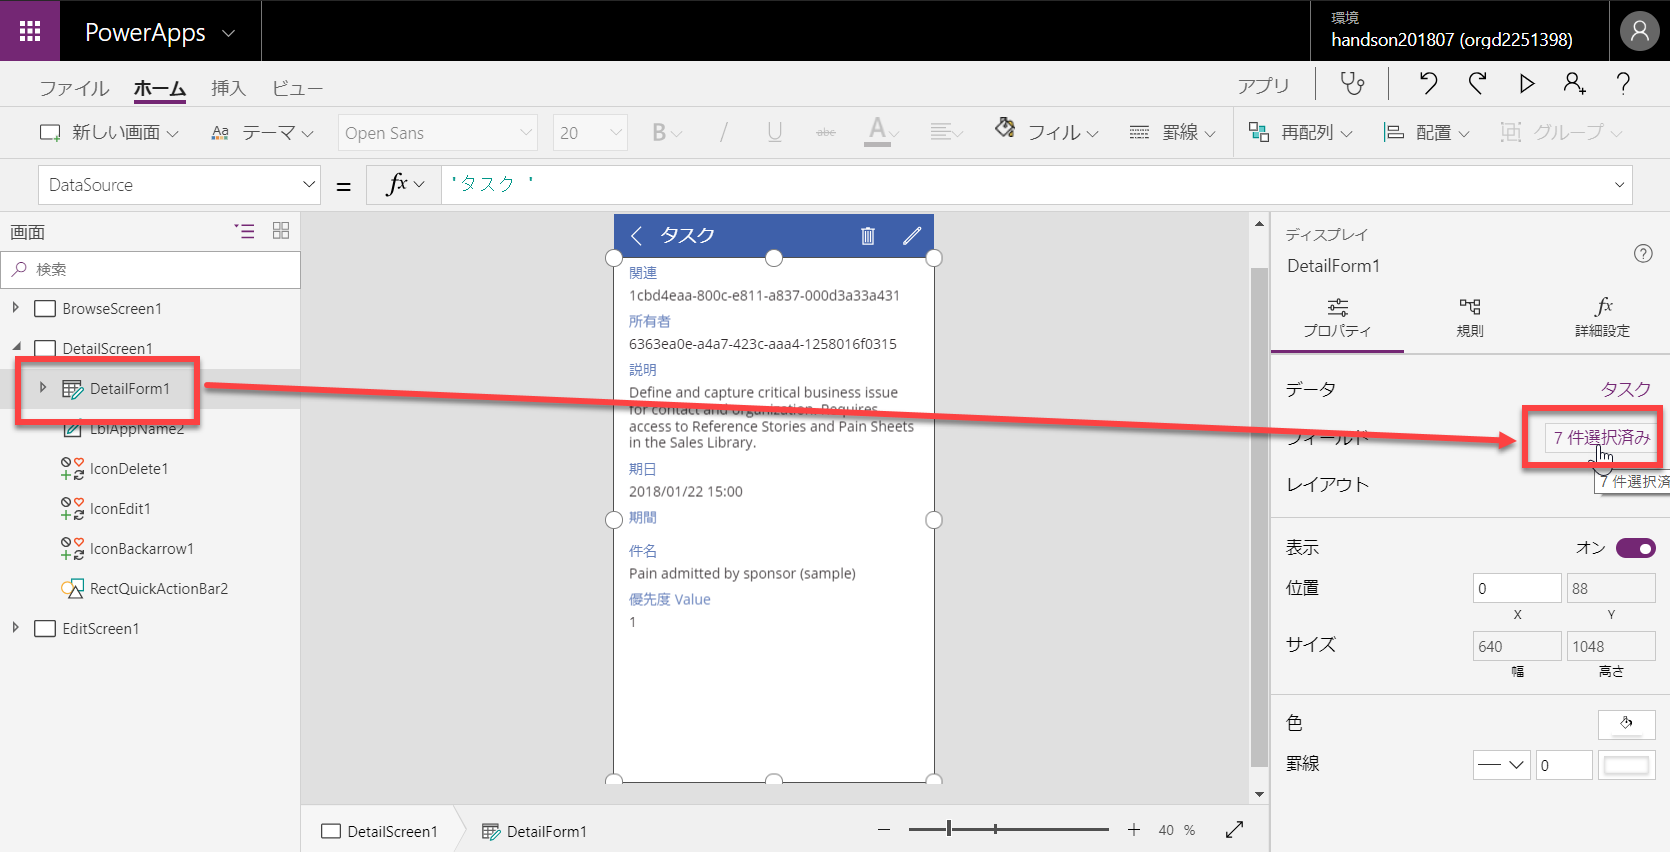 PowerApps
環境
handson201807 (orgd2251398)
ファイル ホーム 挿入 ビュー アプリ
新しい画面 テーマ Open Sans 20 B / U abc A フィル 罫線 再配列 配置 グループ
DataSource = fx 'タスク '
画面
検索
BrowseScreen1
DetailScreen1
DetailForm1
LblAppName2
IconDelete1
IconEdit1
IconBackarrow1
RectQuickActionBar2
EditScreen1
タスク
関連
1cbd4eaa-800c-e811-a837-000d3a33a431
所有者
6363ea0e-a4a7-423c-aaa4-1258016f0315
説明
Define and capture critical business issue
for contact and organization. Requires
access to Reference Stories and Pain Sheets
in the Sales Library.
期日
2018/01/22 15:00
期間
件名
Pain admitted by sponsor (sample)
優先度 Value
1
DetailScreen1 DetailForm1
40 %
ディスプレイ
DetailForm1
プロパティ 規則 詳細設定
データ タスク
フィールド 7 件選択済み
7 件選択済
レイアウト
表示 オン
位置 0 88
X Y
サイズ 640 1048
幅 高さ
色
罫線 0